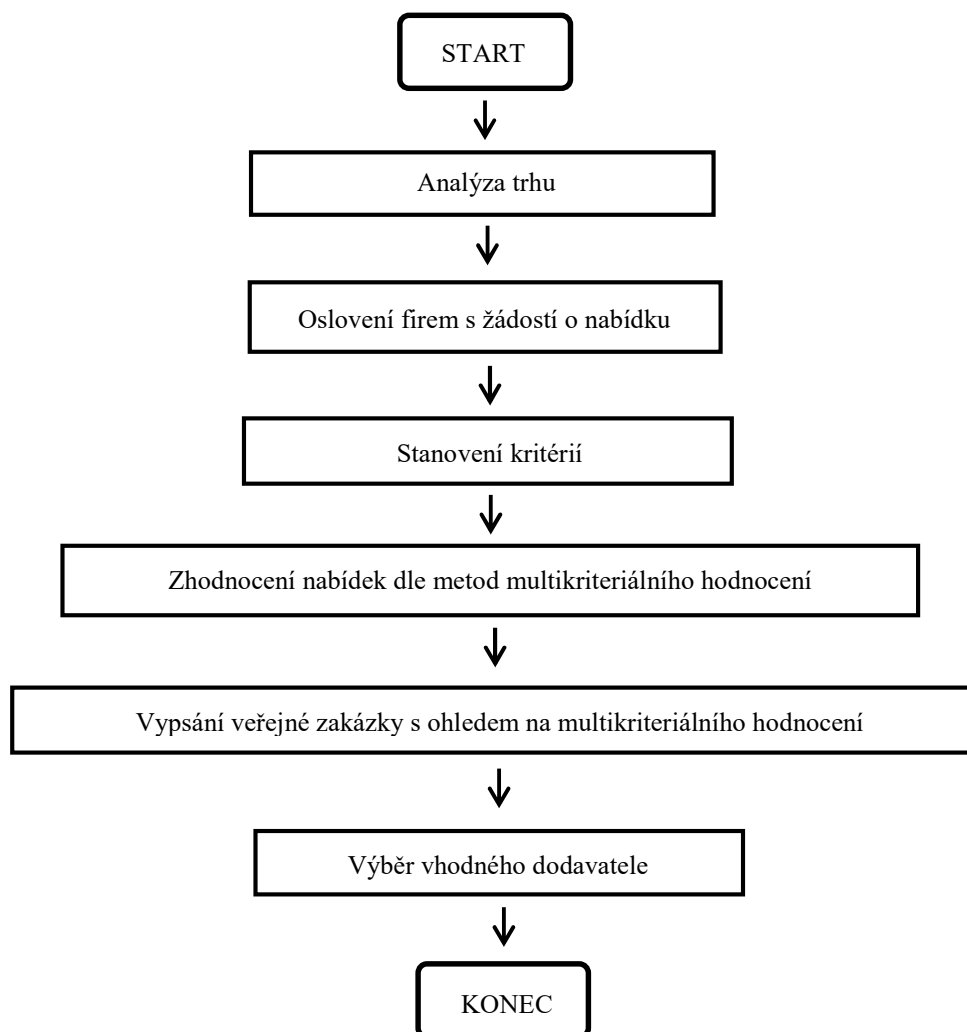 START
Analýza trhu
Oslovení firem s žádostí o nabídku
Stanovení kritérií
Zhodnocení nabídek dle metod multikriteriálního hodnocení
Vypsání veřejné zakázky s ohledem na multikriteriálního hodnocení
Výběr vhodného dodavatele
KONEC